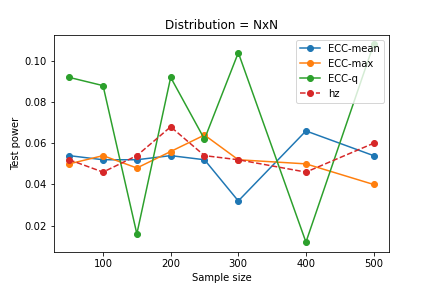 Distribution = NxN
ECC-mean
ECC-max
ECC-q
hz
Test power
0.10
0.08
0.06
0.04
0.02
100
200
300
400
500
Sample size